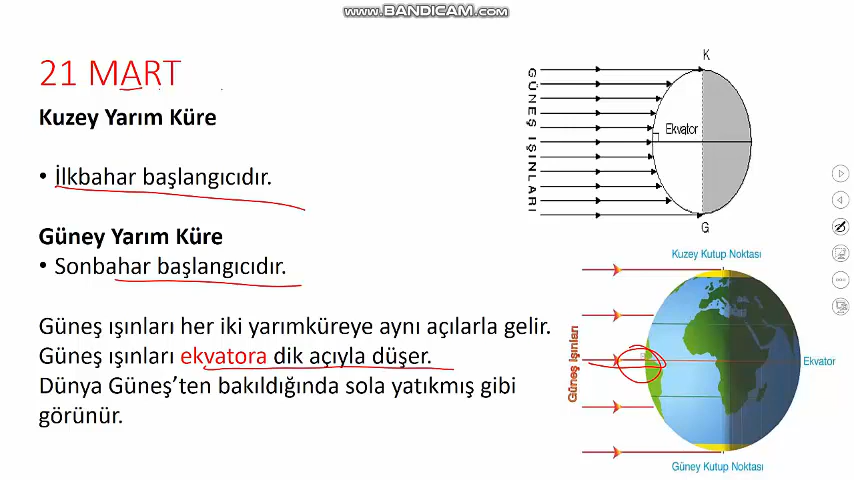 www.BANDICAM.com
21 MART
Kuzey Yarım Küre
• İlkbahar başlangıcıdır.
Güney Yarım Küre
• Sonbahar başlangıcıdır.
Güneş ışınları her iki yarımküreye aynı açılarla gelir.
Güneş ışınları ekvatora dik açıyla düşer.
Dünya Güneş’ten bakıldığında sola yatıkmış gibi
görünür.
K
GÜNEŞ IŞINLARI
Ekvator
G
Kuzey Kutup Noktası
Güneş Işınları
Ekvator
Güney Kutup Noktası